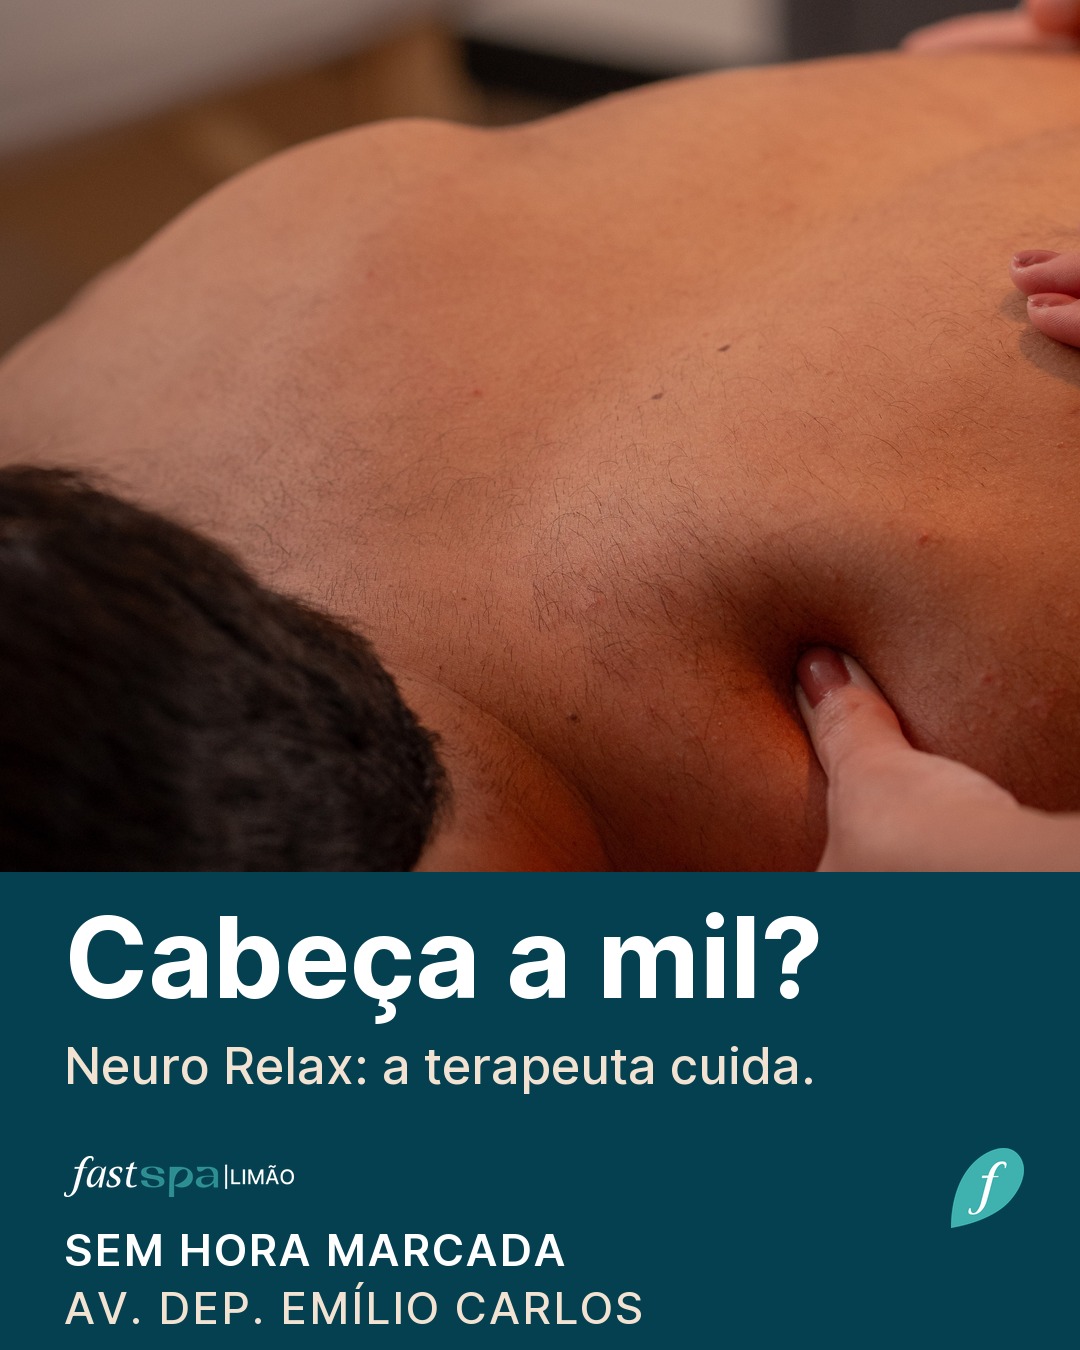 Cabeça a mil?
Neuro Relax: a terapeuta cuida.
fastspa|LIMÃO
f
SEM HORA MARCADA
AV. DEP. EMÍLIO CARLOS